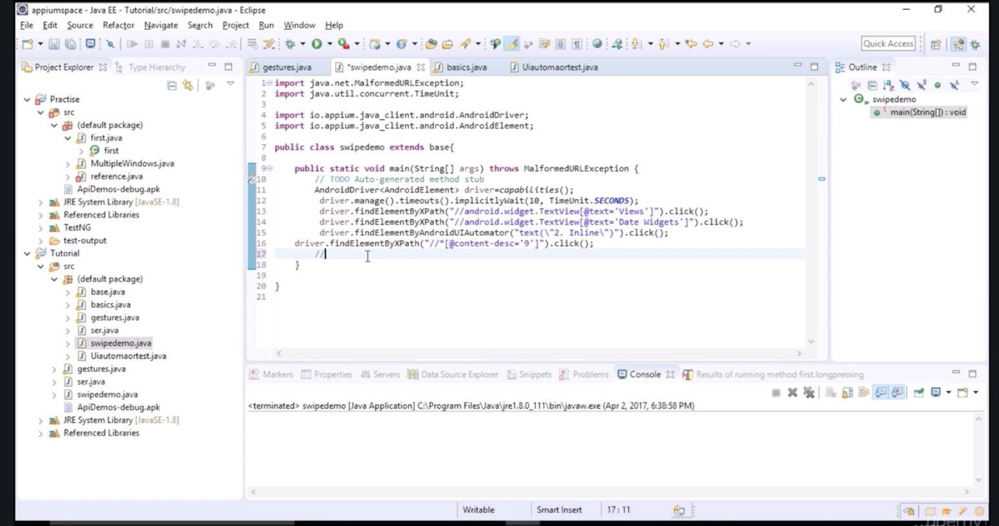 appiumspace - Java EE - Tutorial/src/swipedemo.java - Eclipse
File Edit Source Refactor Navigate Search Project Run Window Help
Quick Access
Project Explorer Type Hierarchy
Practise
src
(default package)
first.java
first
MultipleWindows.java
reference.java
ApiDemos-debug.apk
JRE System Library [JavaSE-1.8]
Referenced Libraries
TestNG
test-output
Tutorial
src
(default package)
base.java
basics.java
gestures.java
ser.java
swipedemo.java
Uiautomaortest.java
gestures.java
ser.java
swipedemo.java
ApiDemos-debug.apk
JRE System Library [JavaSE-1.8]
Referenced Libraries
gestures.java *swipedemo.java basics.java Uiautomaortest.java
1 import java.net.MalformedURLException;
2 import java.util.concurrent.TimeUnit;
3
4 import io.appium.java_client.android.AndroidDriver;
5 import io.appium.java_client.android.AndroidElement;
6
7 public class swipedemo extends base{
8
9 public static void main(String[] args) throws MalformedURLException {
10 // TODO Auto-generated method stub
11 AndroidDriver<AndroidElement> driver=capabilities();
12 driver.manage().timeouts().implicitlyWait(10, TimeUnit.SECONDS);
13 driver.findElementByXPath("//android.widget.TextView[@text='Views']").click();
14 driver.findElementByXPath("//android.widget.TextView[@text='Date Widgets']").click();
15 driver.findElementByAndroidUIAutomator("text(\"2. Inline\")").click();
16 driver.findElementByXPath("//*[@content-desc='9']").click();
17 //
18 }
19
20 }
21
Outline
swipedemo
main(String[]) : void
Markers Properties Servers Data Source Explorer Snippets Problems Console Results of running method first.longpressing
<terminated> swipedemo [Java Application] C:\Program Files\Java\jre1.8.0_111\bin\javaw.exe (Apr 2, 2017, 6:38:58 PM)
Writable Smart Insert 17 : 11